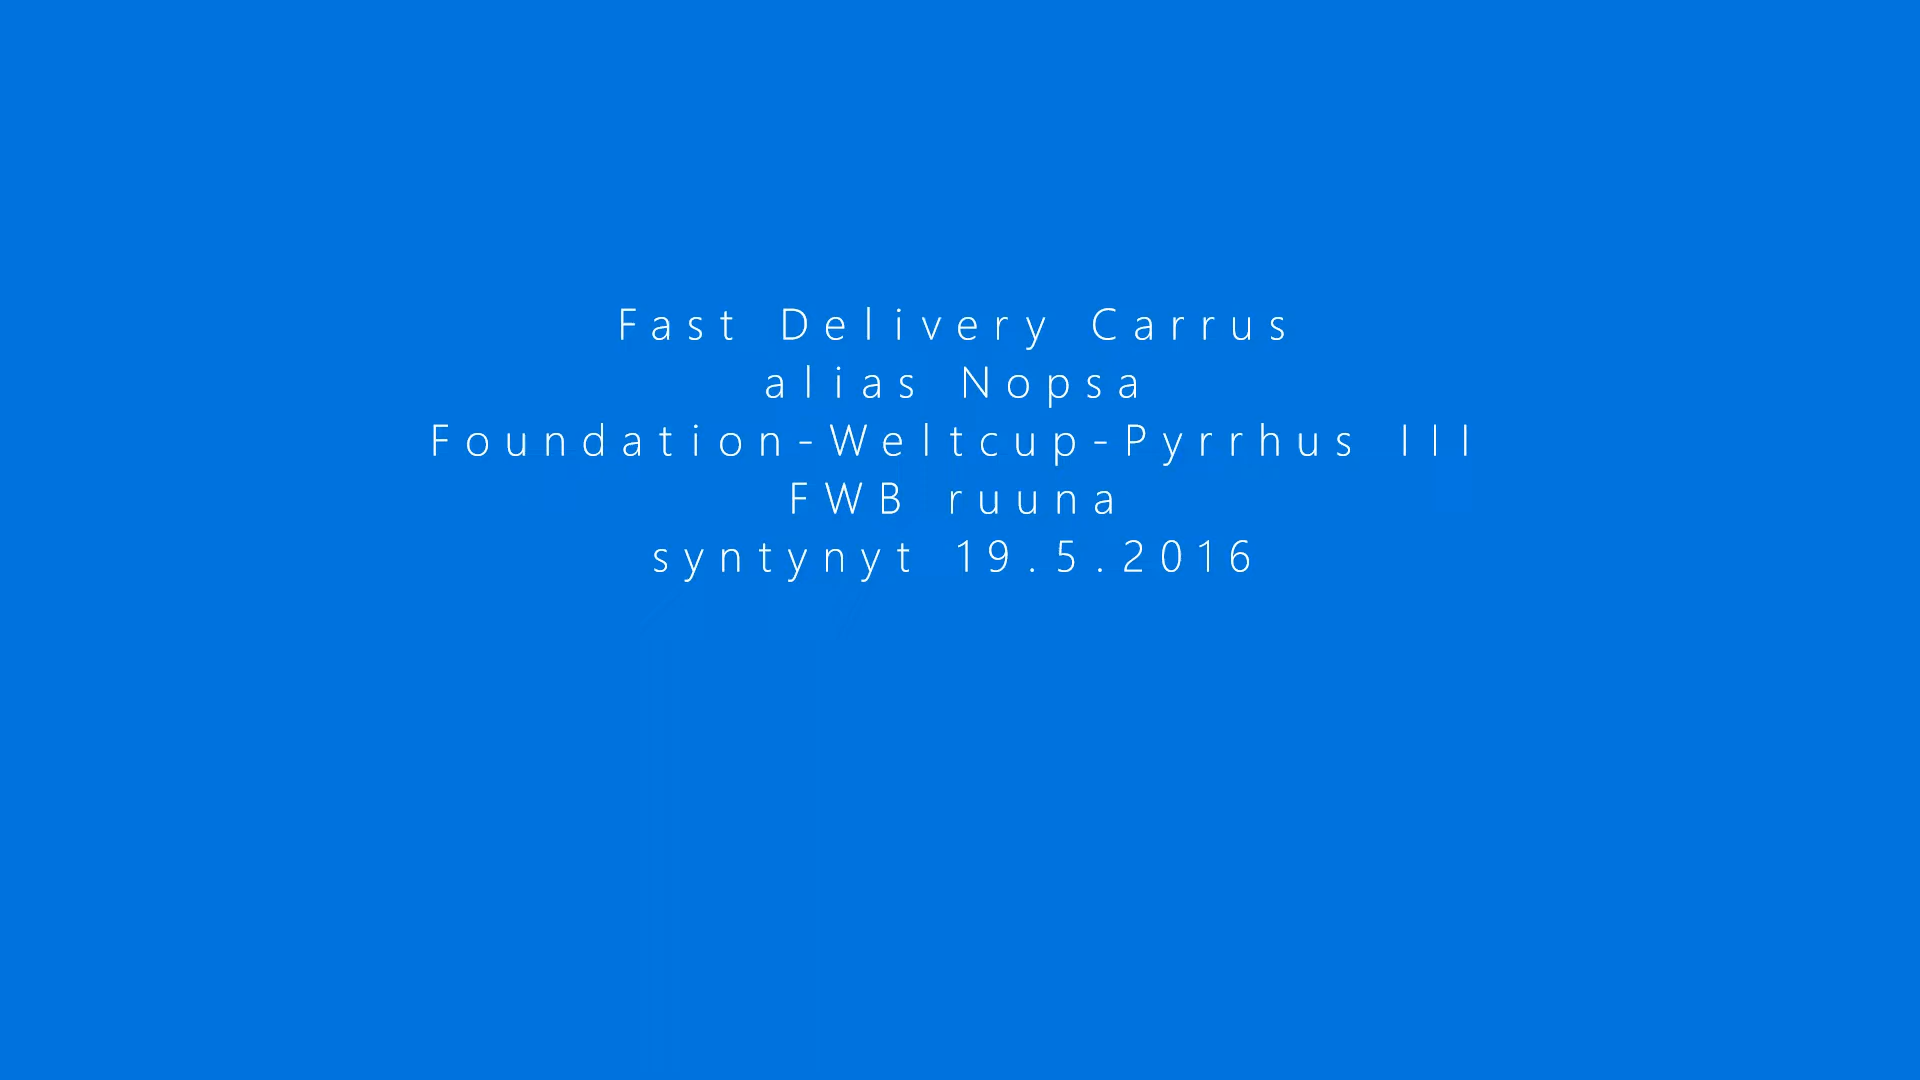 Fast Delivery Carrus
alias Nopsa
Foundation-Weltcup-Pyrrhus III
FWB ruuna
syntynyt 19.5.2016